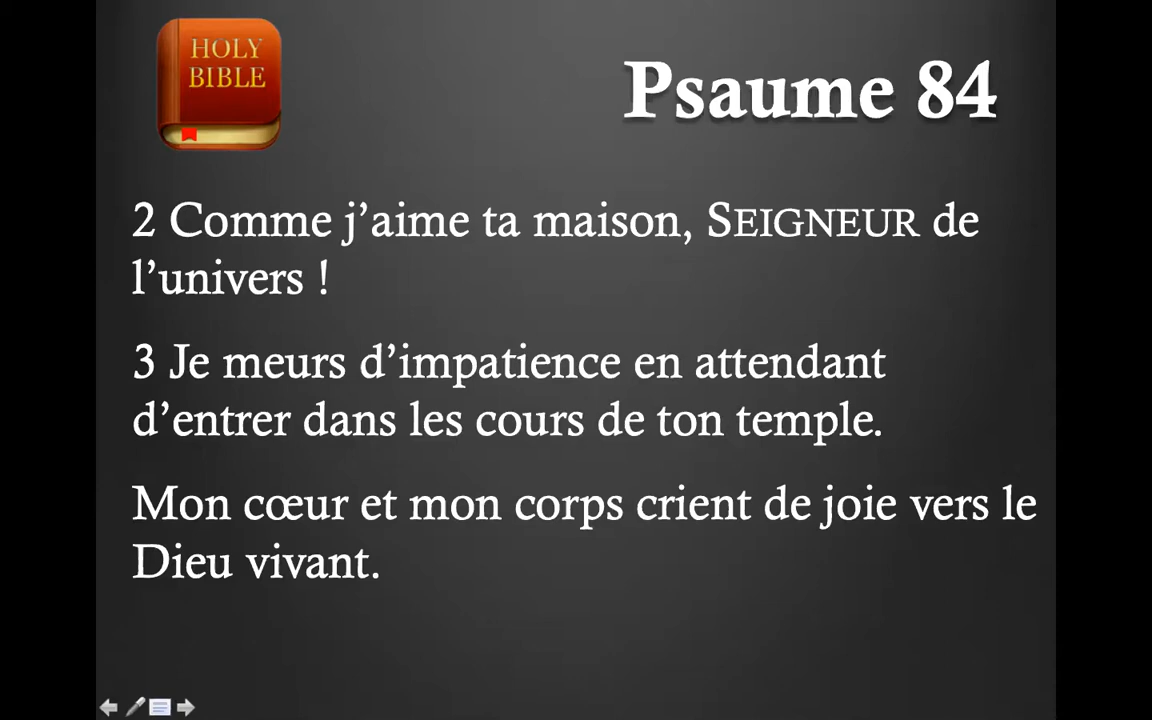 HOLY
BIBLE
Psaume 84
2 Comme j’aime ta maison, SEIGNEUR de
l’univers !
3 Je meurs d’impatience en attendant
d’entrer dans les cours de ton temple.
Mon cœur et mon corps crient de joie vers le
Dieu vivant.